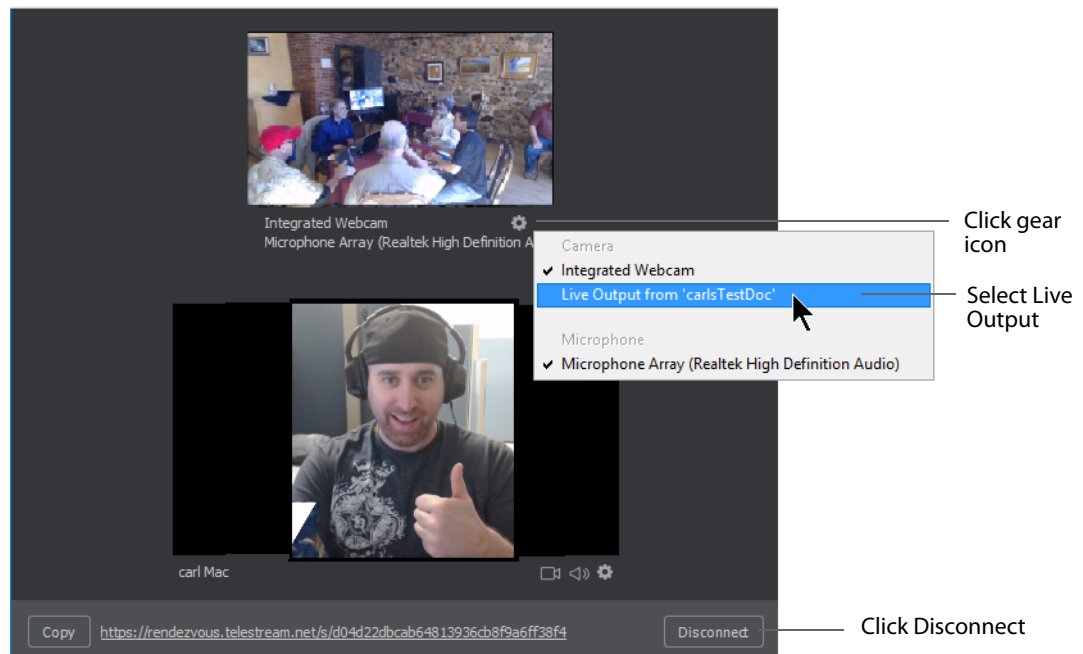 Integrated Webcam
Microphone Array (Realtek High Definition A
Click gear
icon
Camera
Integrated Webcam
Live Output from 'carlsTestDoc'
Select Live
Output
Microphone
Microphone Array (Realtek High Definition Audio)
carl Mac
Copy
https://rendezvous.telestream.net/s/d04d22dbcab64813936cb8f9a6ff38f4
Disconnect
Click Disconnect